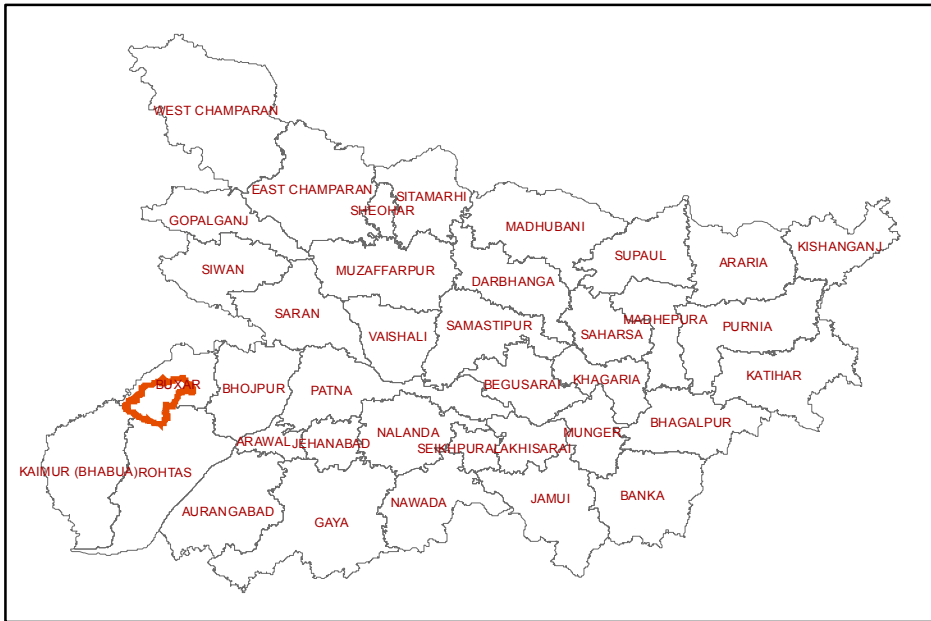 WEST CHAMPARAN
EAST CHAMPARAN
SITAMARHI
SHEOHAR
GOPALGANJ
MADHUBANI
KISHANGANJ
SUPAUL
ARARIA
SIWAN
MUZAFFARPUR
DARBHANGA
SARAN
MADHEPURA
SAMASTIPUR
PURNIA
VAISHALI
SAHARSA
KATIHAR
BUXAR
BHOJPUR
PATNA
BEGUSARAI
KHAGARIA
BHAGALPUR
NALANDA
MUNGER
ARAWAL
JEHANABAD
SEIKHPURA
LAKHISARAI
KAIMUR (BHABUA)
ROHTAS
BANKA
JAMUI
NAWADA
AURANGABAD
GAYA